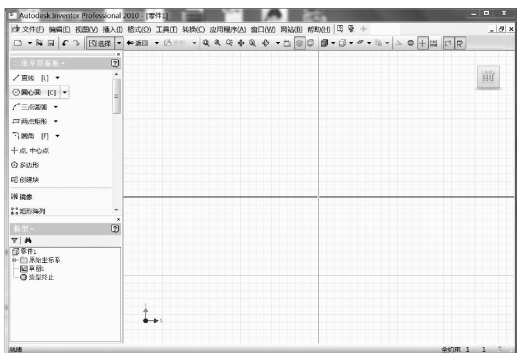 Autodesk Inventor Professional 2010 - [零件1]
文件(F) 编辑(E) 视图(V) 插入(I) 格式(O) 工具(T) 转换(C) 应用程序(A) 窗口(W) 网站(B) 帮助(H)
选择 返回
二维草图面板
直线 [L]
圆心圆 [C]
三点圆弧
两点矩形
圆角 [F]
点, 中心点
多边形
创建块
镜像
矩形阵列
模型
零件1
原始坐标系
草图1
造型终止
前
就绪 1 1